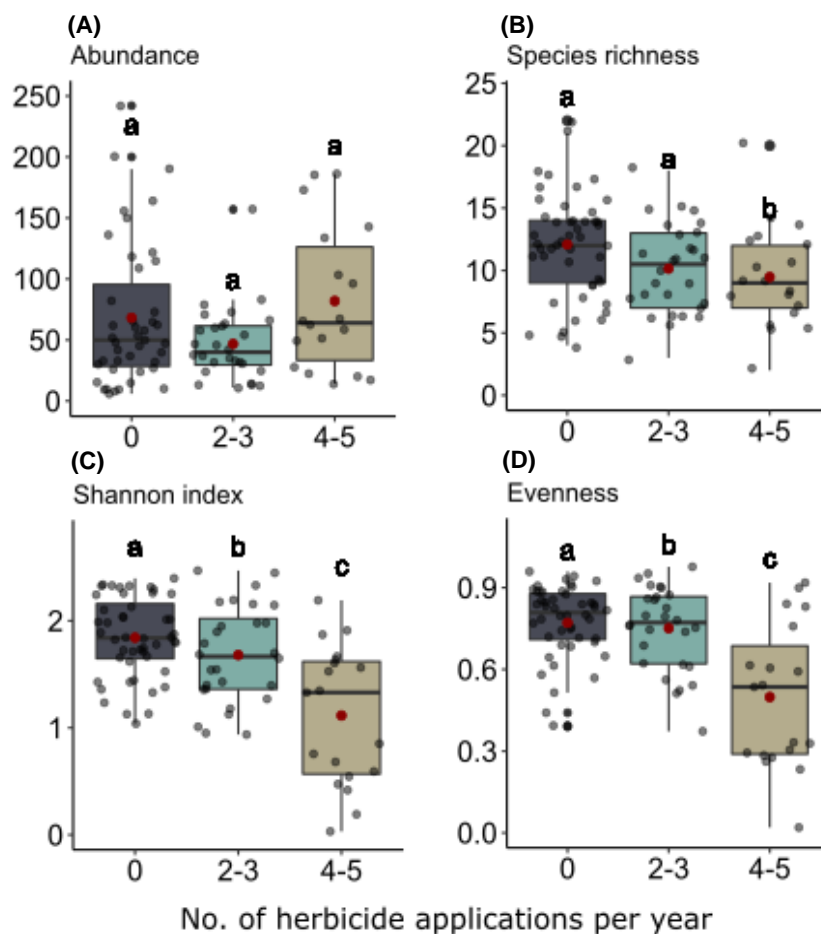 (A)
Abundance
250
200
150
100
50
0
a
a
a
0 2-3 4-5
(B)
Species richness
25
20
15
10
5
0
a
a
b
0 2-3 4-5
(C)
Shannon index
2
1
0
a
b
c
0 2-3 4-5
(D)
Evenness
0.9
0.6
0.3
0.0
a
b
c
0 2-3 4-5
No. of herbicide applications per year